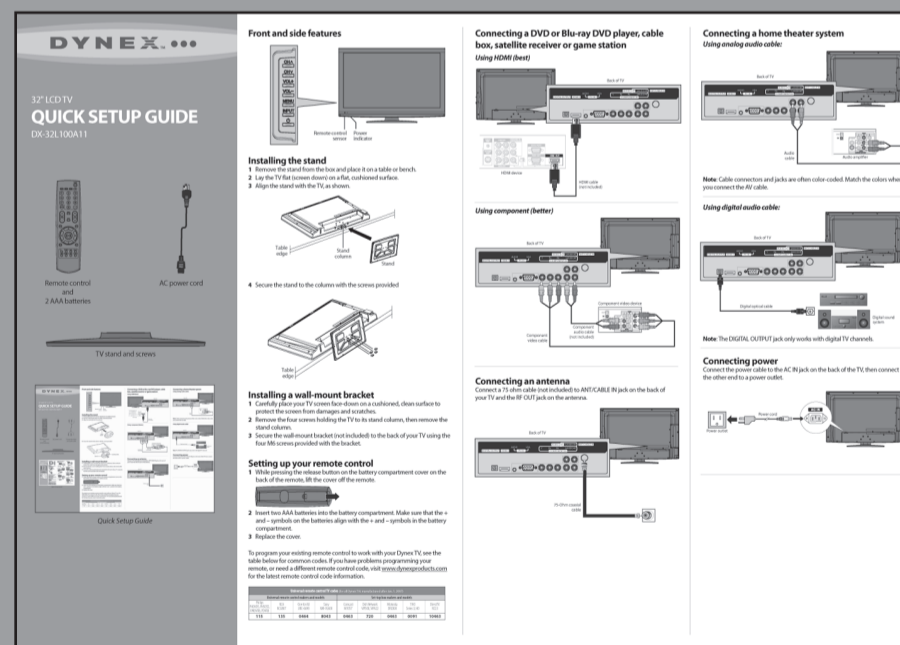 DYNEX
32" LCD TV
QUICK SETUP GUIDE
DX-32L100A11
Remote control
and
2 AAA batteries
AC power cord
TV stand and screws
Quick Setup Guide
Front and side features
CH∧
CH∨
VOL∧
VOL∨
MENU
INPUT
Remote control
sensor
Power
indicator
Installing the stand
1 Remove the stand from the box and place it on a table or bench.
2 Lay the TV flat (screen down) on a flat, cushioned surface.
3 Align the stand with the TV, as shown.
Table
edge
Stand
column
Stand
4 Secure the stand to the column with the screws provided
Table
edge
Installing a wall-mount bracket
1 Carefully place your TV screen face-down on a cushioned, clean surface to
protect the screen from damages and scratches.
2 Remove the four screws holding the TV to its stand column, then remove the
stand column.
3 Secure the wall-mount bracket (not included) to the back of your TV using the
four M6 screws provided with the bracket.
Setting up your remote control
1 While pressing the release button on the battery compartment cover on the
back of the remote, lift the cover off the remote.
2 Insert two AAA batteries into the battery compartment. Make sure that the +
and – symbols on the batteries align with the + and – symbols in the battery
compartment.
3 Replace the cover.
To program your existing remote control to work with your Dynex TV, see the
table below for common codes. If you have problems programming your
remote, or need a different remote control code, visit www.dynexproducts.com
for the latest remote control code information.
Connecting a DVD or Blu-ray DVD player, cable
box, satellite receiver or game station
Using HDMI (best)
Back of TV
HDMI device
HDMI cable
(not included)
Using component (better)
Back of TV
Component video device
Component
video cable
Component
audio cable
(not included)
Connecting an antenna
Connect a 75 ohm cable (not included) to ANT/CABLE IN jack on the back of
your TV and the RF OUT jack on the antenna.
Back of TV
75-Ohm coaxial
cable
Connecting a home theater system
Using analog audio cable:
Back of TV
Audio
cable
Audio amplifier
Note: Cable connectors and jacks are often color-coded. Match the colors whe
you connect the AV cable.
Using digital audio cable:
Back of TV
Digital optical cable
Digital sound
system
Note: The DIGITAL OUTPUT jack only works with digital TV channels.
Connecting power
Connect the power cable to the AC IN jack on the back of the TV, then connect
the other end to a power outlet.
Power outlet
Power cord